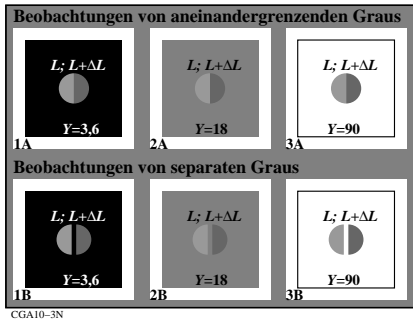 Beobachtungen von aneinandergrenzenden Graus
L; L+ΔL L; L+ΔL L; L+ΔL
Y=3,6 Y=18 Y=90
1A 2A 3A
Beobachtungen von separaten Graus
L; L+ΔL L; L+ΔL L; L+ΔL
Y=3,6 Y=18 Y=90
1B 2B 3B
CGA10-3N